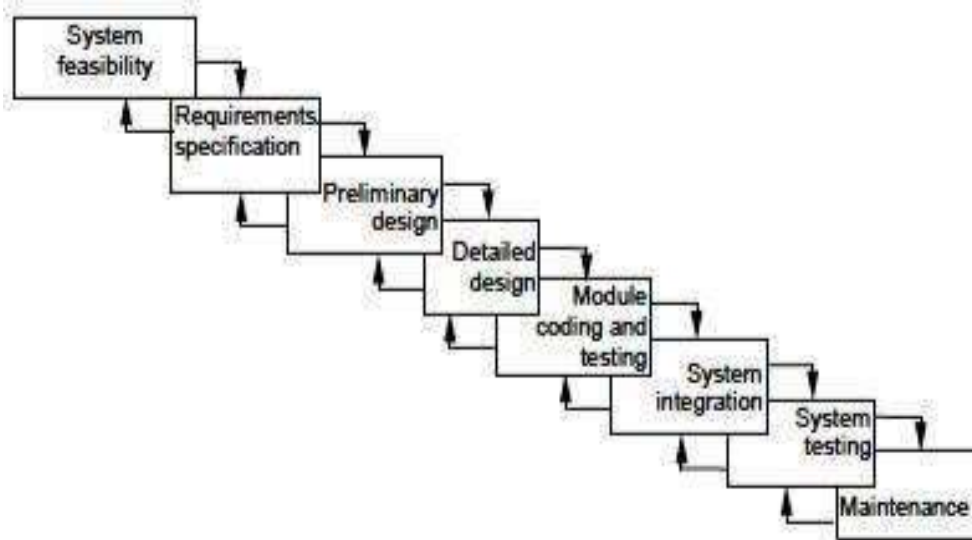 System
feasibility
Requirements
specification
Preliminary
design
Detailed
design
Module
coding and
testing
System
integration
System
testing
Maintenance